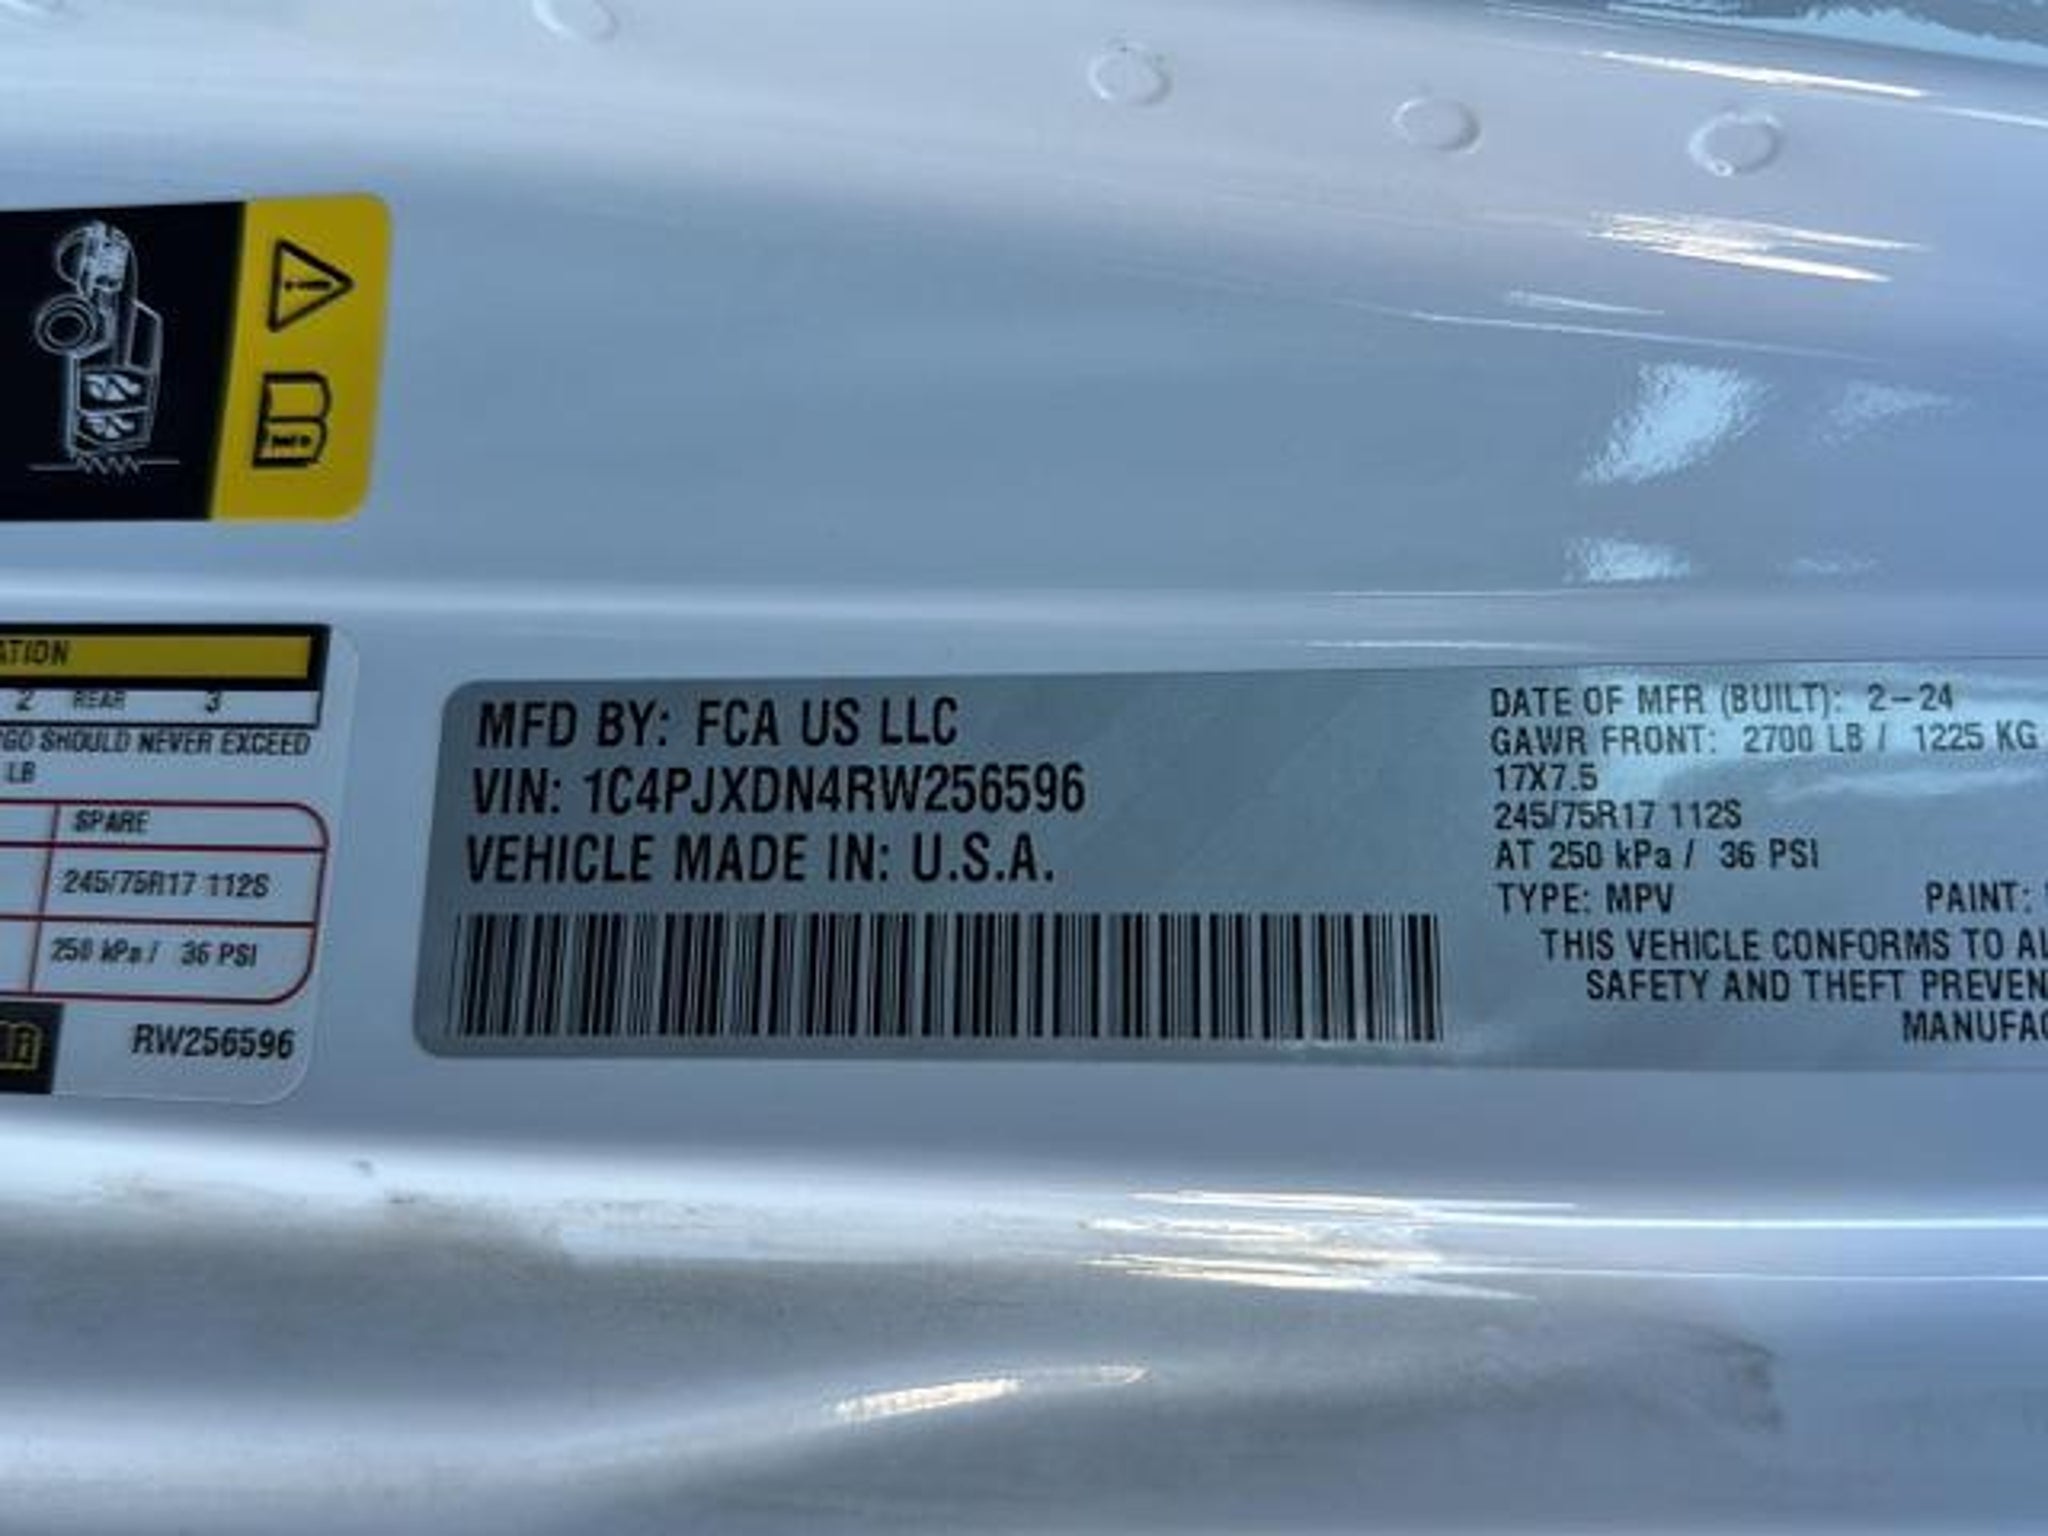 ATION
2 REAR 3
GO SHOULD NEVER EXCEED
LB
SPARE
245/75R17 112S
250 kPa / 36 PSI
RW256596
MFD BY: FCA US LLC
VIN: 1C4PJXDN4RW256596
VEHICLE MADE IN: U.S.A.
DATE OF MFR (BUILT): 2-24
GAWR FRONT: 2700 LB / 1225 KG
17X7.5
245/75R17 112S
AT 250 kPa / 36 PSI
TYPE: MPV PAINT:
THIS VEHICLE CONFORMS TO AL
SAFETY AND THEFT PREVEN
MANUFAC